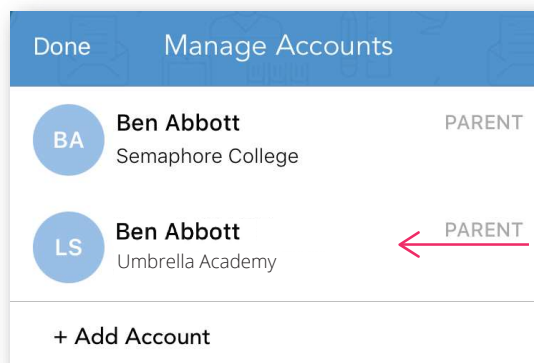 Done Manage Accounts
BA Ben Abbott PARENT
Semaphore College
LS Ben Abbott PARENT
Umbrella Academy
+ Add Account